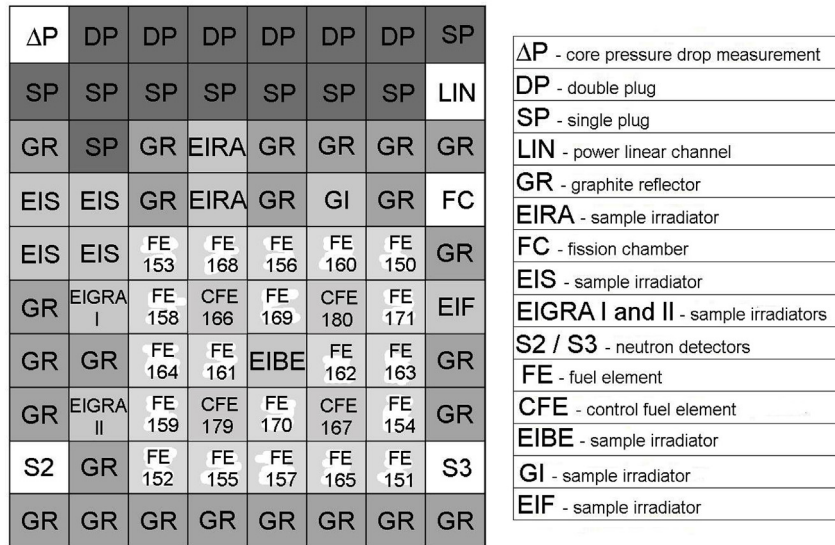 ΔP DP DP DP DP DP DP SP
SP SP SP SP SP SP SP LIN
GR SP GR EIRA GR GR GR GR
EIS EIS GR EIRA GR GI GR FC
EIS EIS FE 153 FE 168 FE 156 FE 160 FE 150 GR
GR EIGRA I FE 158 CFE 166 FE 169 CFE 180 FE 171 EIF
GR GR FE 164 FE 161 EIBE FE 162 FE 163 GR
GR EIGRA II FE 159 CFE 179 FE 170 CFE 167 FE 154 GR
S2 GR FE 152 FE 155 FE 157 FE 165 FE 151 S3
GR GR GR GR GR GR GR GR
ΔP - core pressure drop measurement
DP - double plug
SP - single plug
LIN - power linear channel
GR - graphite reflector
EIRA - sample irradiator
FC - fission chamber
EIS - sample irradiator
EIGRA I and II - sample irradiators
S2 / S3 - neutron detectors
FE - fuel element
CFE - control fuel element
EIBE - sample irradiator
GI - sample irradiator
EIF - sample irradiator